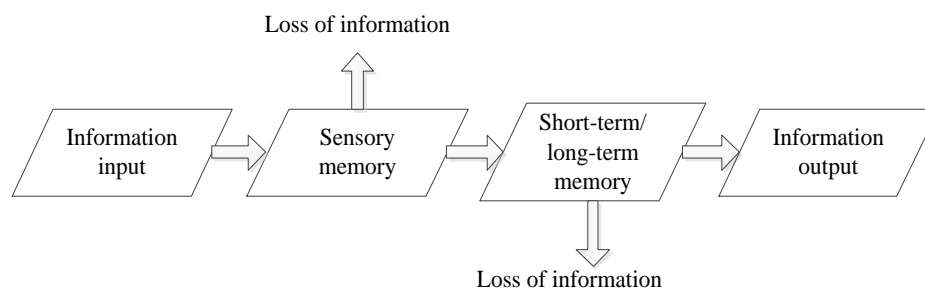 Loss of information
Information
input
Sensory
memory
Short-term/
long-term
memory
Information
output
Loss of information